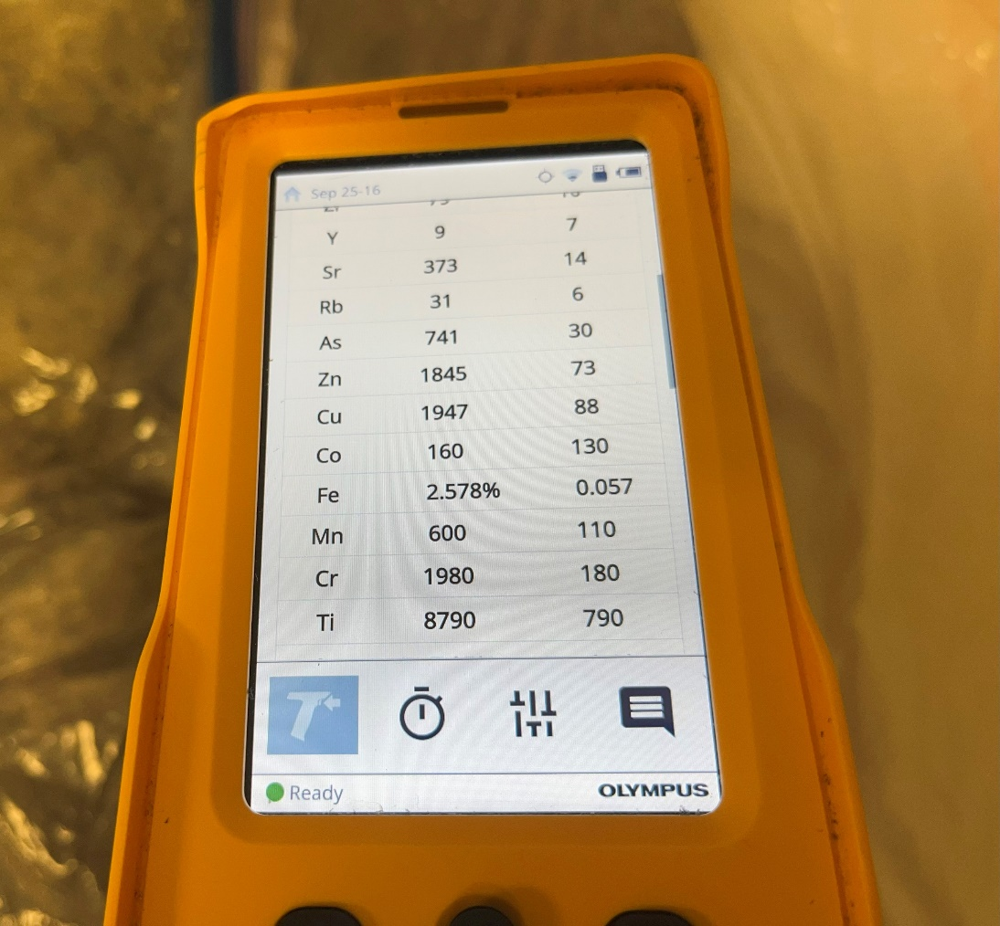 Sep 25-16
Y 9 7
Sr 373 14
Rb 31 6
As 741 30
Zn 1845 73
Cu 1947 88
Co 160 130
Fe 2.578% 0.057
Mn 600 110
Cr 1980 180
Ti 8790 790
Ready OLYMPUS